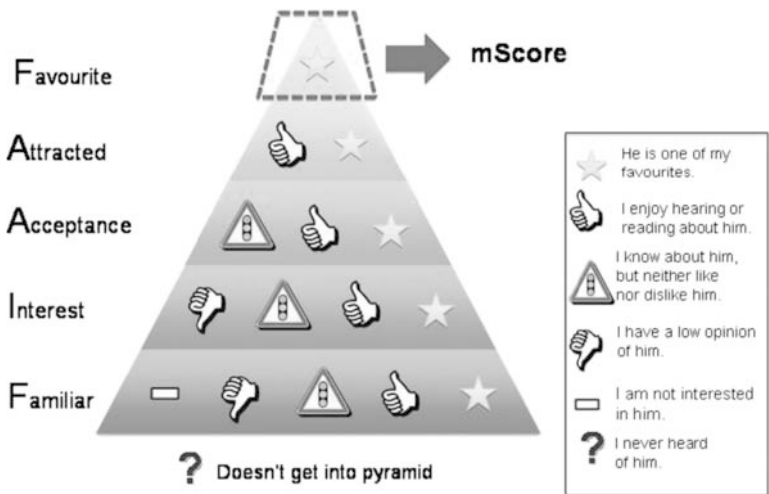 Favourite
mScore
Attracted
Acceptance
Interest
Familiar
? Doesn't get into pyramid
He is one of my
favourites.
I enjoy hearing or
reading about him.
I know about him,
but neither like
nor dislike him.
I have a low opinion
of him.
I am not interested
in him.
? I never heard
of him.